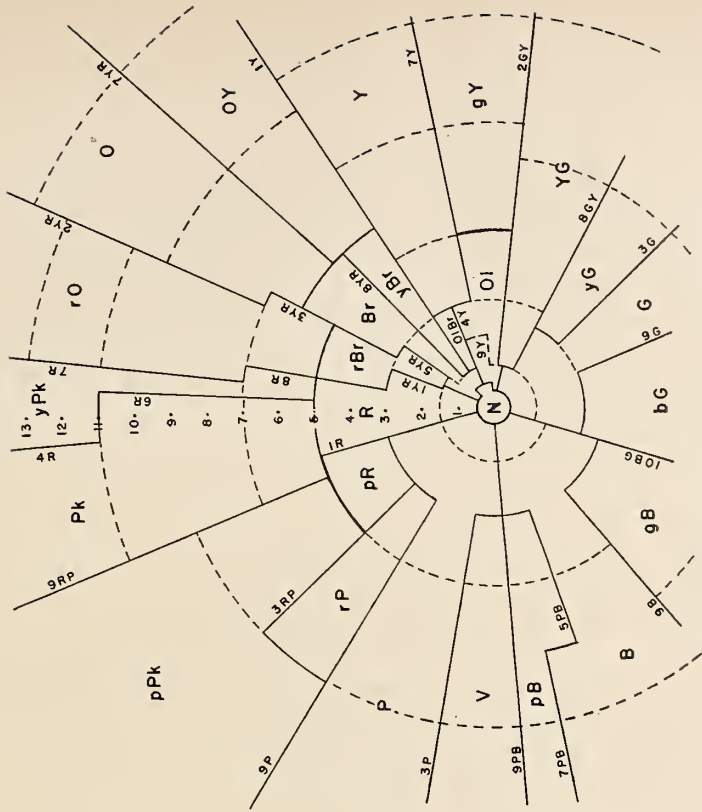 7YR
O
OY
1Y
Y
7Y
gY
2GY
2YR
rO
7R
yPk
13.
12.
11.
10.
9.
8.
7.
6.
5.
4.
3.
2.
1.
4R
6R
8R
3YR
8YR
Br
yBr
rBr
5YR
1YR
R
OlBr
4Y
9Y
Ol
YG
8GY
yG
3G
G
9G
bG
10BG
gB
9B
B
5PB
7PB
pB
9PB
V
3P
P
9P
rP
3RP
pPk
9RP
Pk
pR
1R
N